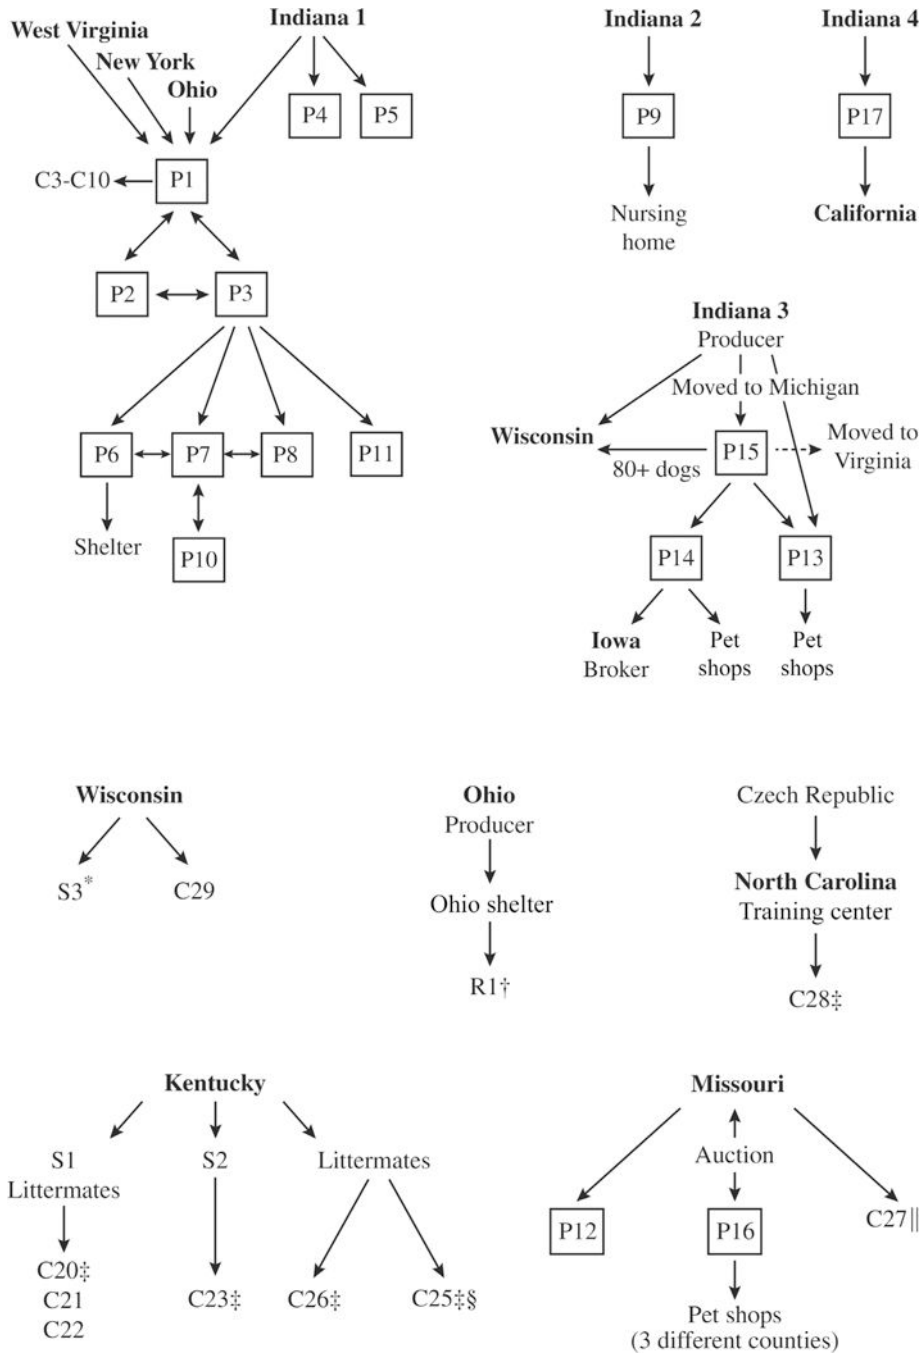 Indiana 1
West Virginia
New York
Ohio
P4
P5
C3-C10
P1
P2
P3
P6
P7
P8
P11
Shelter
P10
Indiana 2
P9
Nursing
home
Indiana 4
P17
California
Indiana 3
Producer
Moved to Michigan
Wisconsin
80+ dogs
P15
Moved to
Virginia
P14
P13
Iowa
Broker
Pet
shops
Pet
shops
Wisconsin
S3*
C29
Ohio
Producer
Ohio shelter
R1†
Czech Republic
North Carolina
Training center
C28‡
Kentucky
S1
Littermates
C20‡
C21
C22
S2
C23‡
Littermates
C26‡
C25‡§
Missouri
Auction
P12
P16
C27||
Pet shops
(3 different counties)